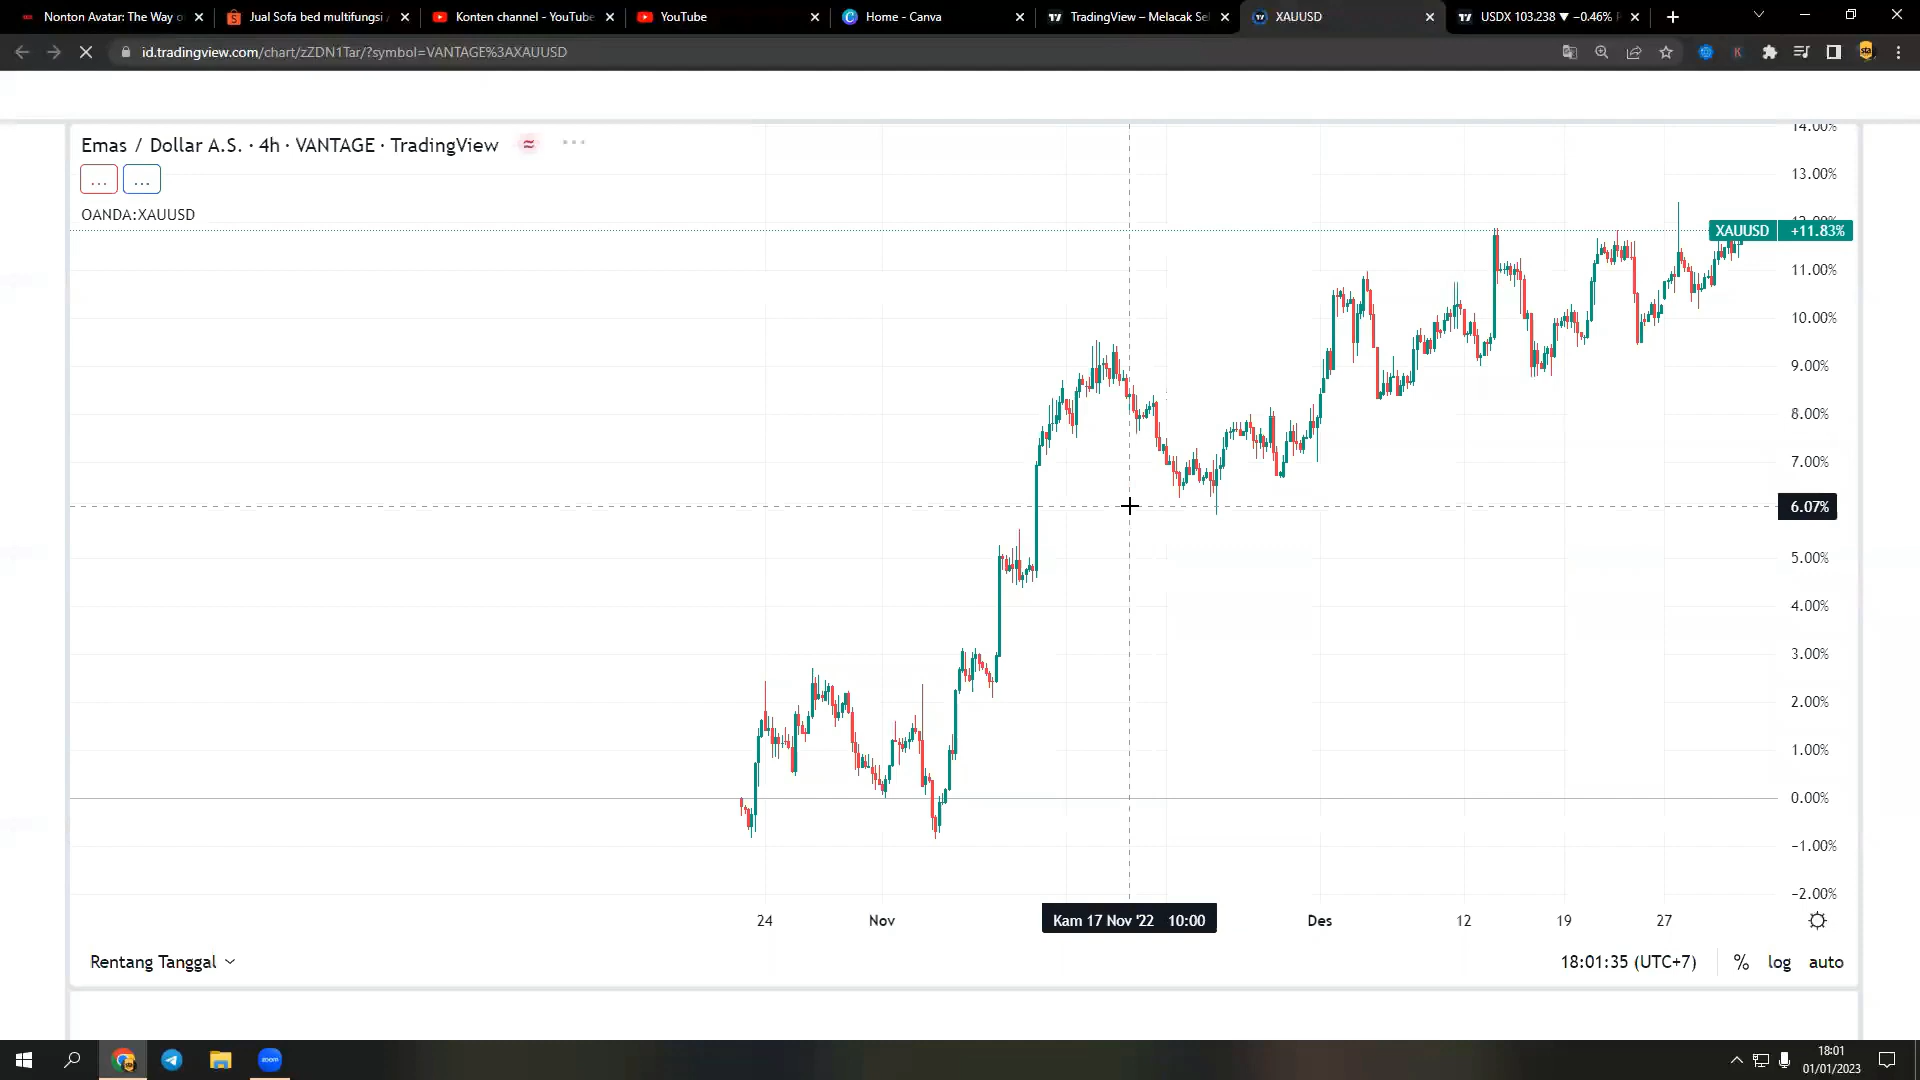 Nonton Avatar: The Way o
Jual Sofa bed multifungsi
Konten channel - YouTube
YouTube
Home - Canva
TradingView – Melacak Se
XAUUSD
USDX 103.238 ▼ −0.46%
id.tradingview.com/chart/zZDN1Tar/?symbol=VANTAGE%3AXAUUSD
Emas / Dollar A.S. · 4h · VANTAGE · TradingView
... ...
OANDA:XAUUSD
14.00%
13.00%
12.00%
XAUUSD +11.83%
11.00%
10.00%
9.00%
8.00%
7.00%
6.07%
5.00%
4.00%
3.00%
2.00%
1.00%
0.00%
−1.00%
−2.00%
24 Nov Kam 17 Nov '22 10:00 Des 12 19 27
Rentang Tanggal 18:01:35 (UTC+7) % log auto
zoom
18:01
01/01/2023